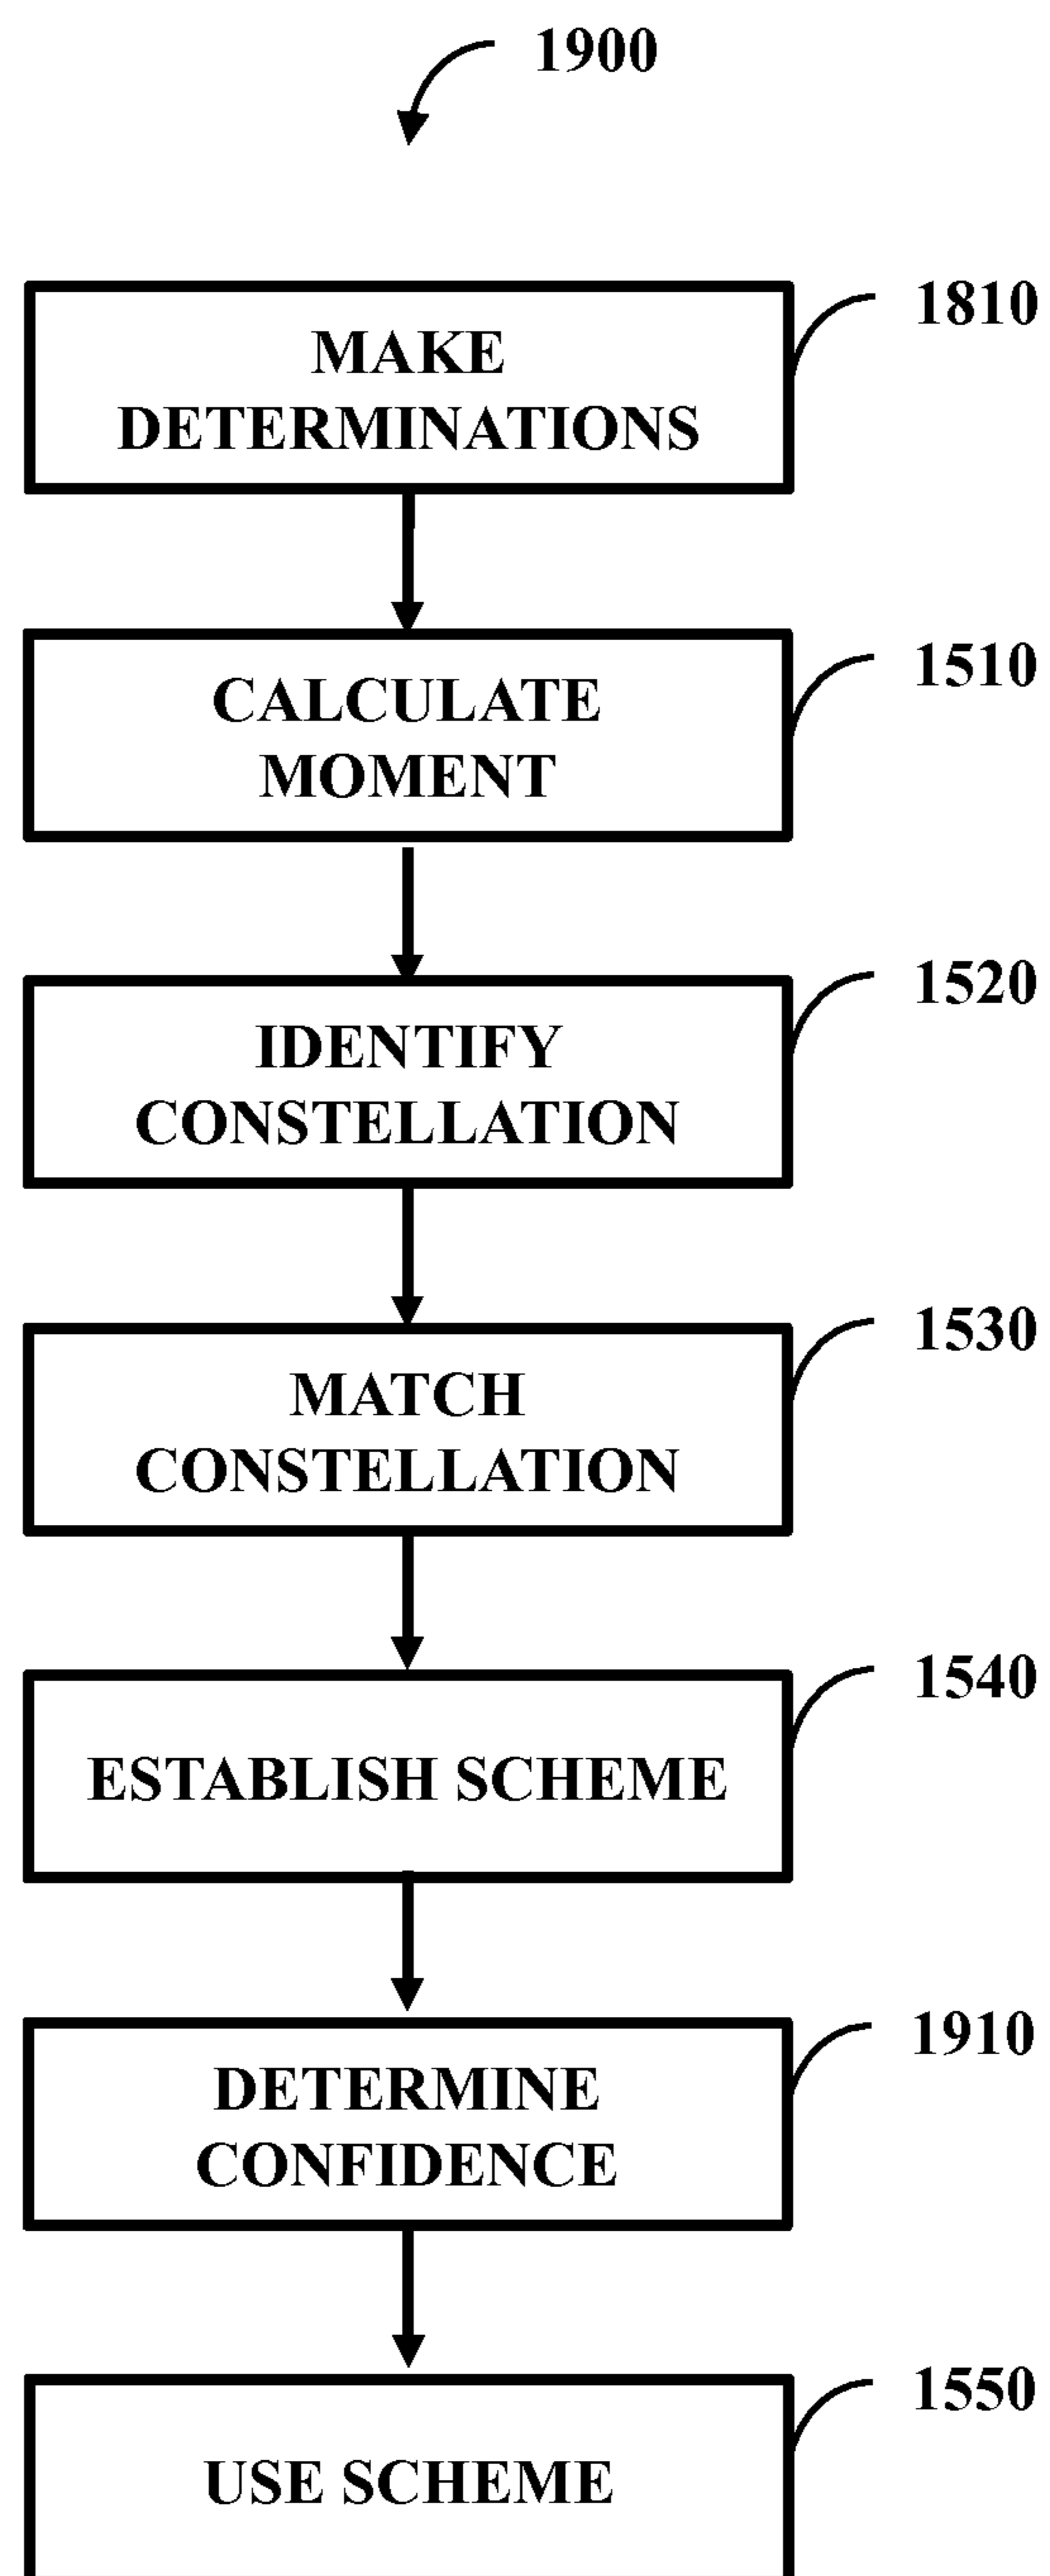 1900
1810
MAKE
DETERMINATIONS
1510
CALCULATE
MOMENT
1520
IDENTIFY
CONSTELLATION
1530
MATCH
CONSTELLATION
1540
ESTABLISH SCHEME
1910
DETERMINE
CONFIDENCE
1550
USE SCHEME